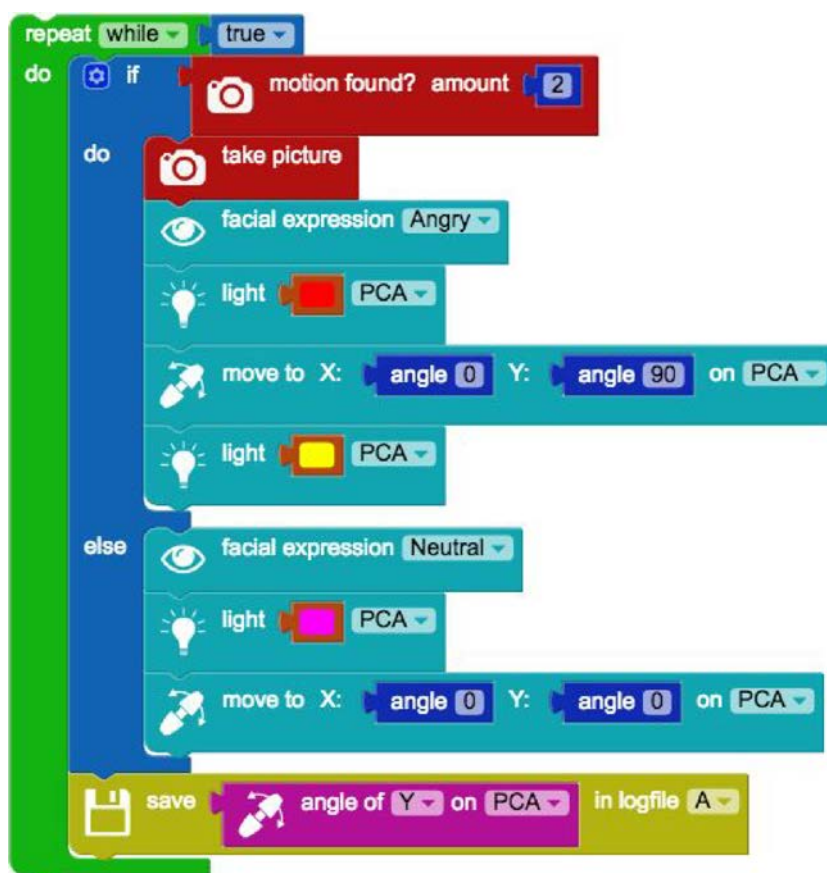 repeat while true
do if motion found? amount 2
do take picture
facial expression Angry
light PCA
move to X: angle 0 Y: angle 90 on PCA
light PCA
else facial expression Neutral
light PCA
move to X: angle 0 Y: angle 0 on PCA
save angle of Y on PCA in logfile A